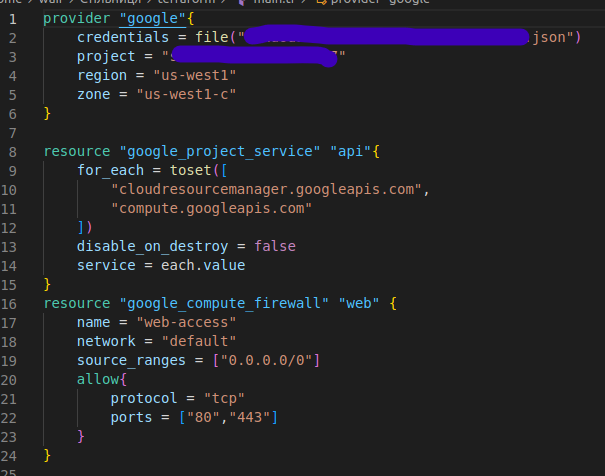 wall > Стільниця > terraform > main.tf > provider "google"
1 provider "google"{
2     credentials = file(" .json")
3     project = " "
4     region = "us-west1"
5     zone = "us-west1-c"
6 }
7
8 resource "google_project_service" "api"{
9     for_each = toset([
10         "cloudresourcemanager.googleapis.com",
11         "compute.googleapis.com"
12     ])
13     disable_on_destroy = false
14     service = each.value
15 }
16 resource "google_compute_firewall" "web" {
17     name = "web-access"
18     network = "default"
19     source_ranges = ["0.0.0.0/0"]
20     allow{
21         protocol = "tcp"
22         ports = ["80","443"]
23     }
24 }
25